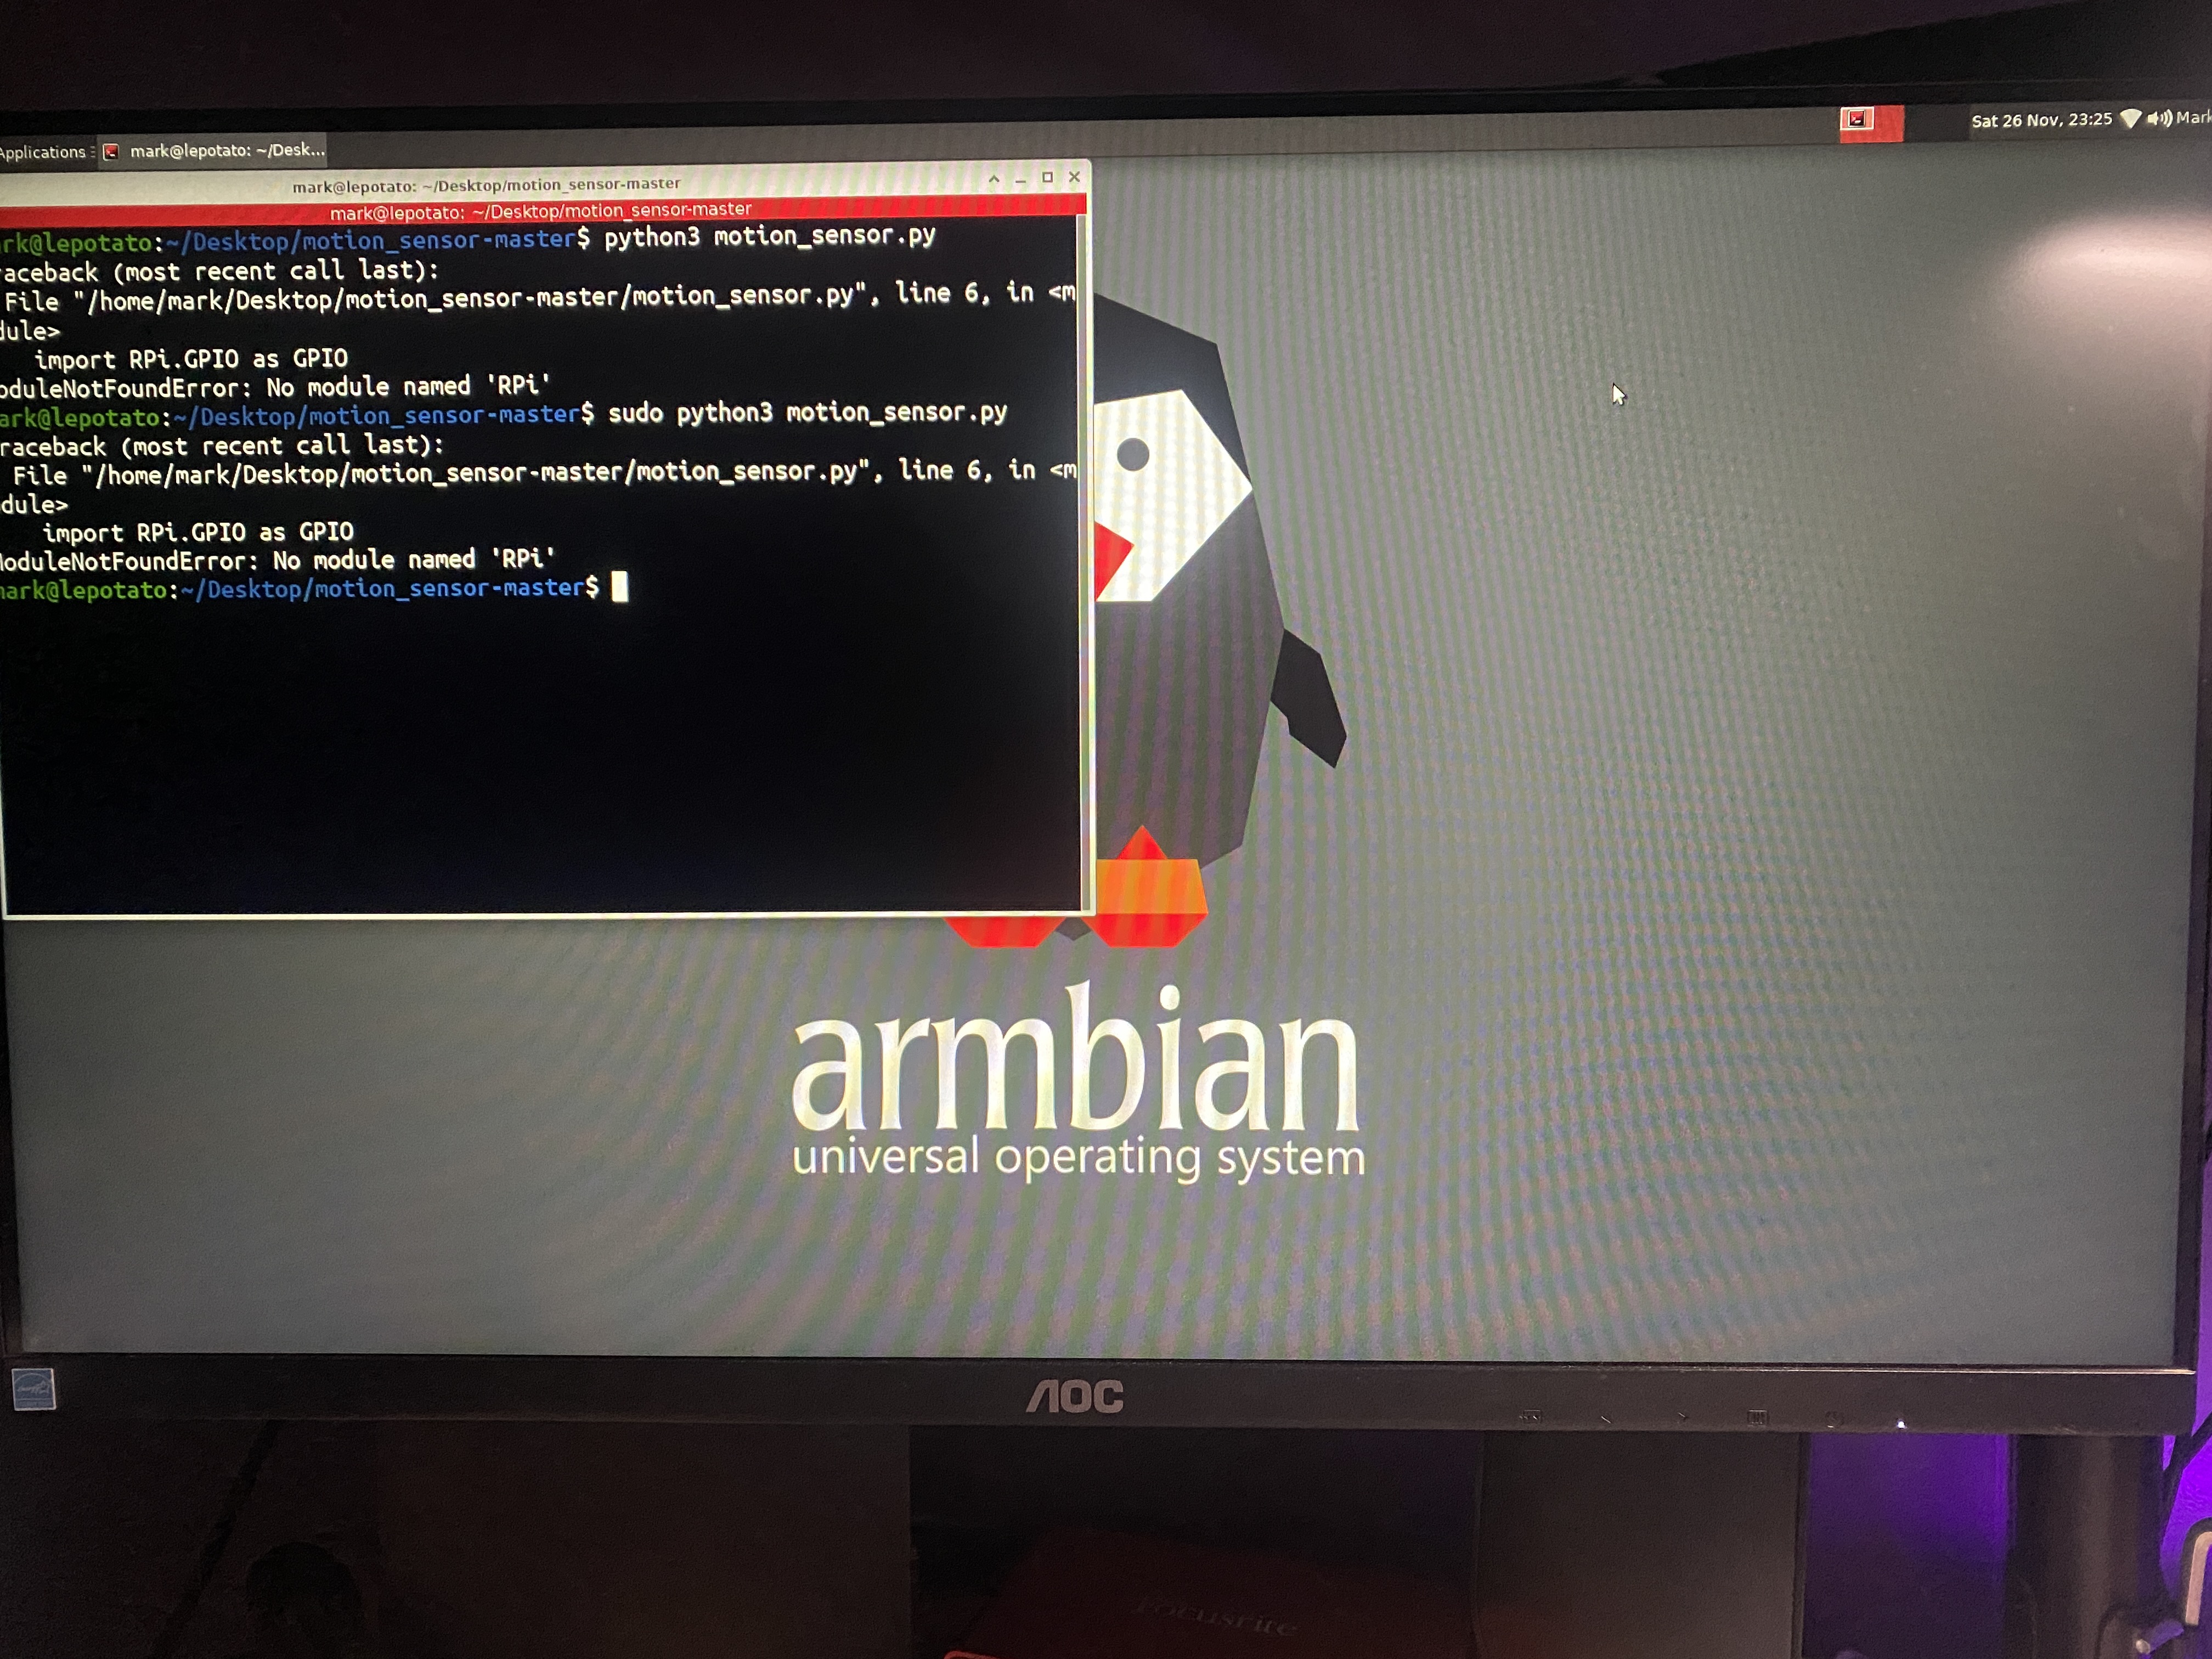 Applications
mark@lepotato: ~/Desk...
Sat 26 Nov, 23:25
Mark
mark@lepotato: ~/Desktop/motion_sensor-master
mark@lepotato: ~/Desktop/motion_sensor-master
rk@lepotato:~/Desktop/motion_sensor-master$ python3 motion_sensor.py
raceback (most recent call last):
File "/home/mark/Desktop/motion_sensor-master/motion_sensor.py", line 6, in <m
dule>
import RPi.GPIO as GPIO
oduleNotFoundError: No module named 'RPi'
ark@lepotato:~/Desktop/motion_sensor-master$ sudo python3 motion_sensor.py
raceback (most recent call last):
File "/home/mark/Desktop/motion_sensor-master/motion_sensor.py", line 6, in <m
dule>
import RPi.GPIO as GPIO
ModuleNotFoundError: No module named 'RPi'
mark@lepotato:~/Desktop/motion_sensor-master$
armbian
universal operating system
AOC
Focusrite